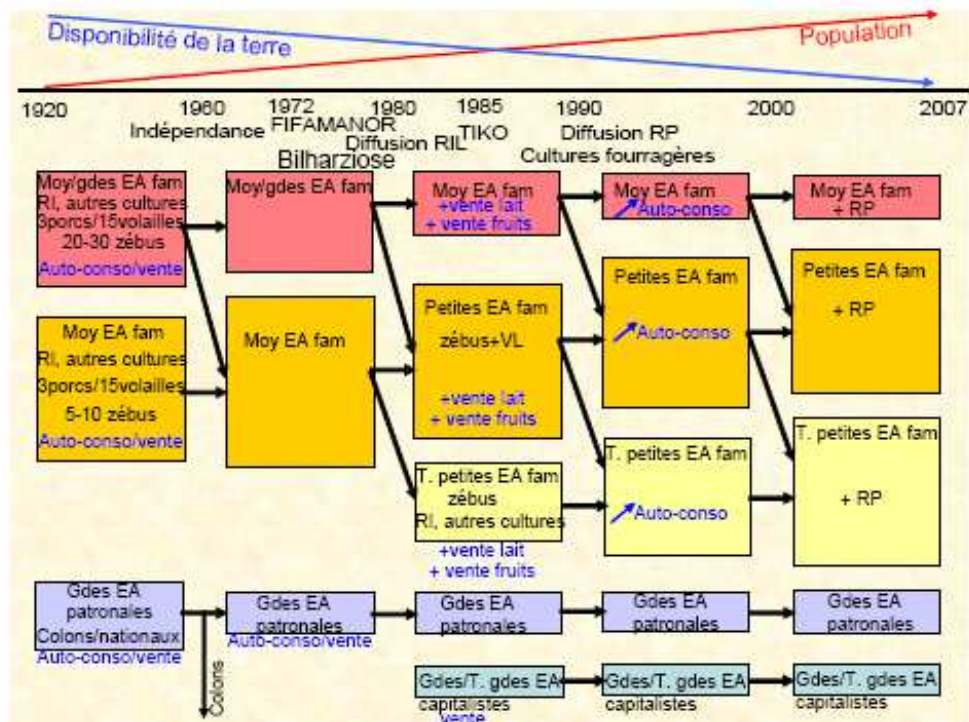 Disponibilité de la terre
Population
1920
1960
1972
1980
1985
1990
2000
2007
Indépendance
FIFAMANOR
Bilharziose
Diffusion RIL
TIKO
Diffusion RP
Cultures fourragères
Moy/gdes EA fam
RI, autres cultures
3porcs/15volailles
20-30 zébus
Auto-conso/vente
Moy/gdes EA fam
Moy EA fam
+vente lait
+ vente fruits
Moy EA fam
Auto-conso
Moy EA fam
+ RP
Moy EA fam
RI, autres cultures
3porcs/15volailles
5-10 zébus
Auto-conso/vente
Moy EA fam
Petites EA fam
zébus+VL
+vente lait
+ vente fruits
Petites EA fam
Auto-conso
Petites EA fam
+ RP
T. petites EA fam
zébus
RI, autres cultures
+vente lait
+ vente fruits
T. petites EA fam
Auto-conso
T. petites EA fam
+ RP
Gdes EA
patronales
Colons/nationaux
Auto-conso/vente
Colons
Gdes EA
patronales
Auto-conso/vente
Gdes EA
patronales
Gdes EA
patronales
Gdes EA
patronales
Gdes/T. gdes EA
capitalistes
vente
Gdes/T. gdes EA
capitalistes
Gdes/T. gdes EA
capitalistes